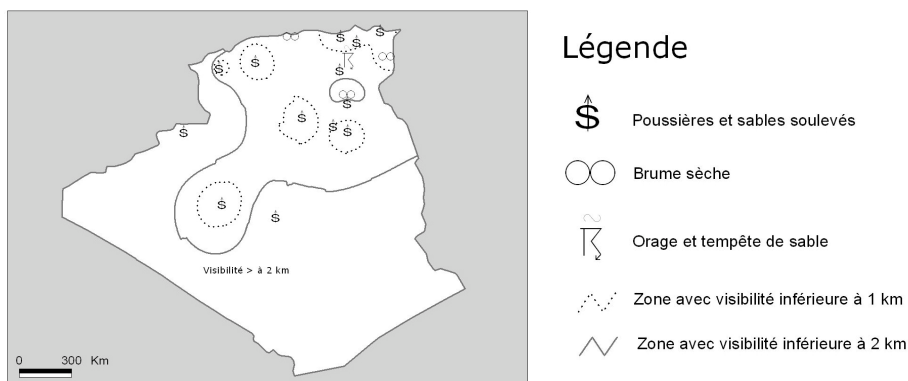 Légende
Poussières et sables soulevés
Brume sèche
Orage et tempête de sable
Zone avec visibilité inférieure à 1 km
Zone avec visibilité inférieure à 2 km
Visibilité > à 2 km
0 300 Km